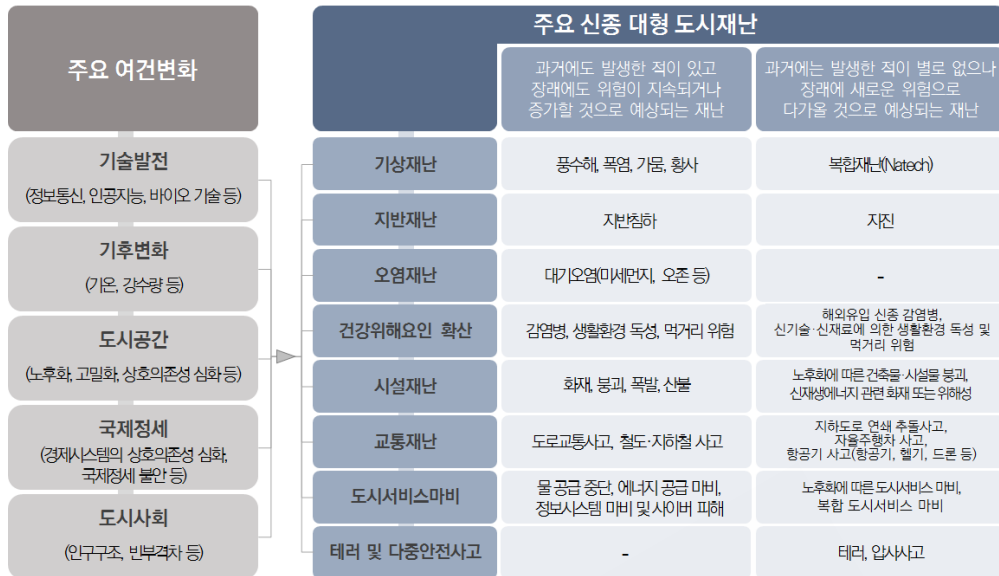 주요 여건변화
기술발전
(정보통신, 인공지능, 바이오 기술 등)
기후변화
(기온, 강수량 등)
도시공간
(노후화, 고밀화, 상호의존성 심화 등)
국제정세
(경제시스템의 상호의존성 심화,
국제정세 불안 등)
도시사회
(인구구조, 빈부격차 등)
주요 신종 대형 도시재난
과거에도 발생한 적이 있고
장래에도 위험이 지속되거나
증가할 것으로 예상되는 재난
과거에는 발생한 적이 별로 없으나
장래에 새로운 위험으로
다가올 것으로 예상되는 재난
기상재난
풍수해, 폭염, 가뭄, 황사
복합재난(Natech)
지반재난
지반침하
지진
오염재난
대기오염(미세먼지, 오존 등)
-
건강위해요인 확산
감염병, 생활환경 독성, 먹거리 위험
해외유입 신종 감염병,
신기술·신재료에 의한 생활환경 독성 및
먹거리 위험
시설재난
화재, 붕괴, 폭발, 산불
노후화에 따른 건축물·시설물 붕괴,
신재생에너지 관련 화재 또는 위해성
교통재난
도로교통사고, 철도·지하철 사고
지하도로 연쇄 추돌사고,
자율주행차 사고,
항공기 사고(항공기, 헬기, 드론 등)
도시서비스마비
물 공급 중단, 에너지 공급 마비,
정보시스템 마비 및 사이버 피해
노후화에 따른 도시서비스 마비,
복합 도시서비스 마비
테러 및 다중안전사고
-
테러, 압사사고